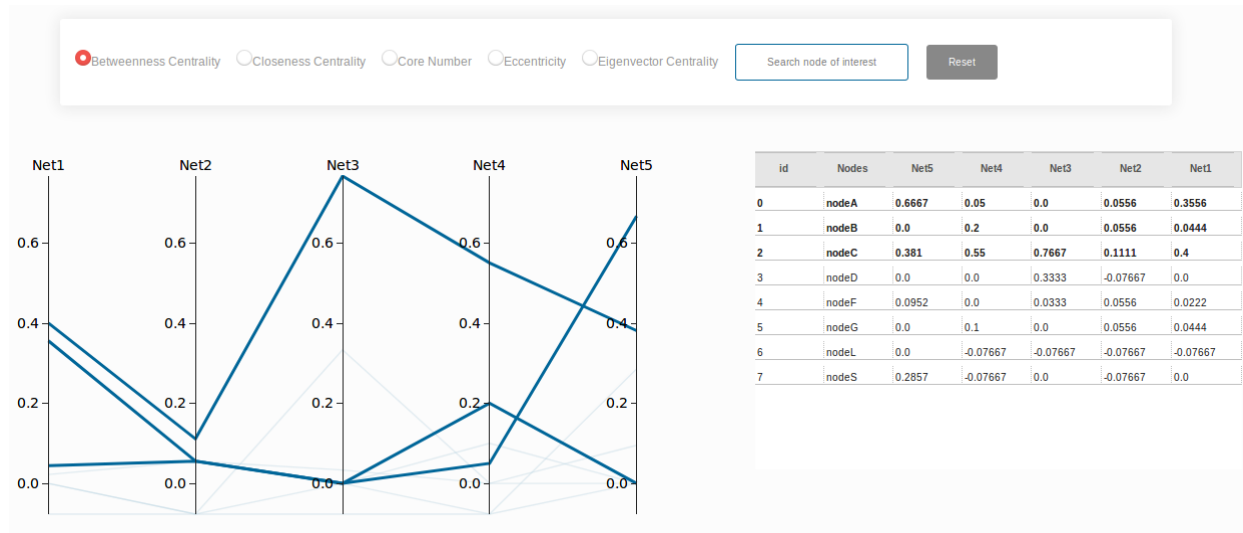 Betweenness Centrality Closeness Centrality Core Number Eccentricity Eigenvector Centrality Search node of interest Reset
Net1 Net2 Net3 Net4 Net5
0.6 0.6 0.6 0.6 0.6
0.4 0.4 0.4 0.4 0.4
0.2 0.2 0.2 0.2 0.2
0.0 0.0 0.0 0.0 0.0
id Nodes Net5 Net4 Net3 Net2 Net1
0 nodeA 0.6667 0.05 0.0 0.0556 0.3556
1 nodeB 0.0 0.2 0.0 0.0556 0.0444
2 nodeC 0.381 0.55 0.7667 0.1111 0.4
3 nodeD 0.0 0.0 0.3333 -0.07667 0.0
4 nodeF 0.0952 0.0 0.0333 0.0556 0.0222
5 nodeG 0.0 0.1 0.0 0.0556 0.0444
6 nodeL 0.0 -0.07667 -0.07667 -0.07667 -0.07667
7 nodeS 0.2857 -0.07667 0.0 -0.07667 0.0